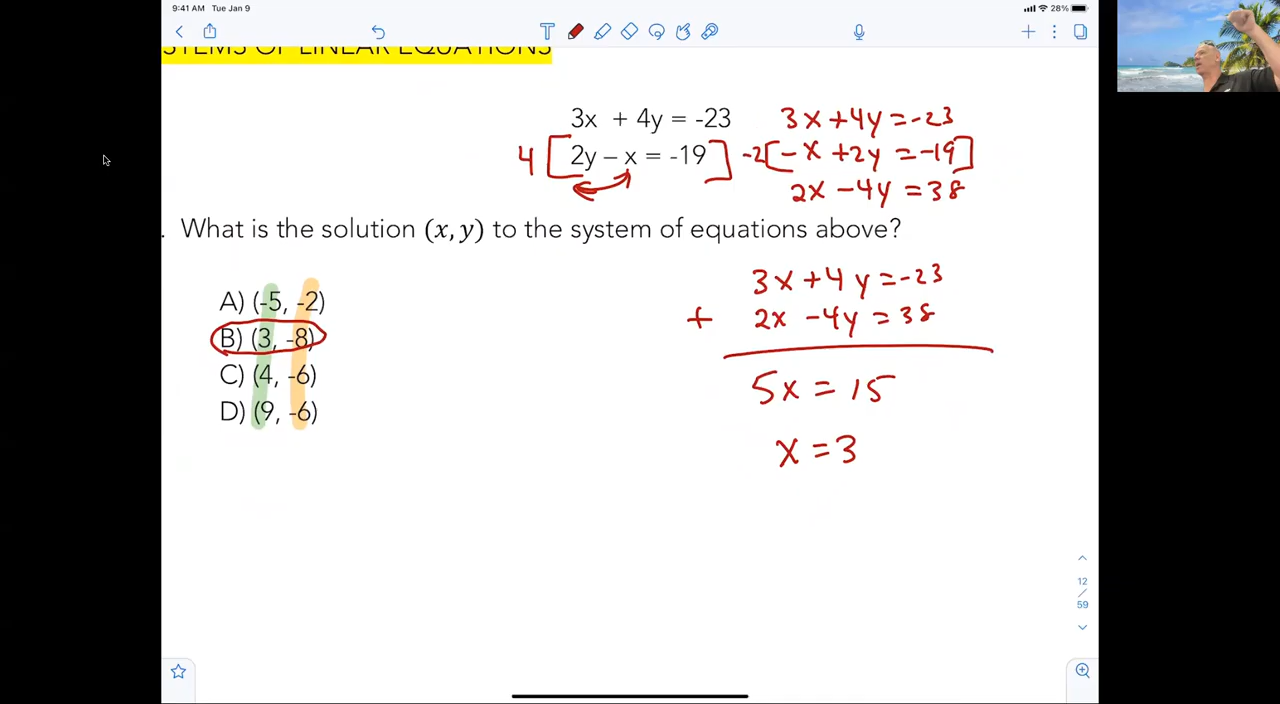 9:41 AM Tue Jan 9
28%
STEMS OF LINEAR EQUATIONS
3x + 4y = -23
4 [2y – x = -19]
3x + 4y = -23
-2[-x + 2y = -19]
2x - 4y = 38
. What is the solution (x, y) to the system of equations above?
A) (-5, -2)
B) (3, -8)
C) (4, -6)
D) (9, -6)
3x + 4y = -23
+ 2x - 4y = 38
5x = 15
x = 3
12
/
59